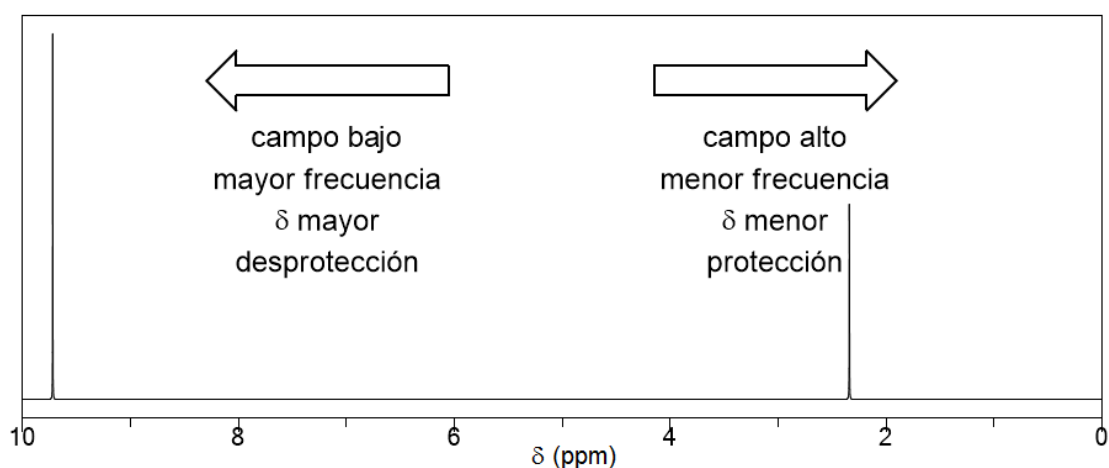 campo bajo
mayor frecuencia
δ mayor
desprotección
campo alto
menor frecuencia
δ menor
protección
10 8 6 4 2 0
δ (ppm)